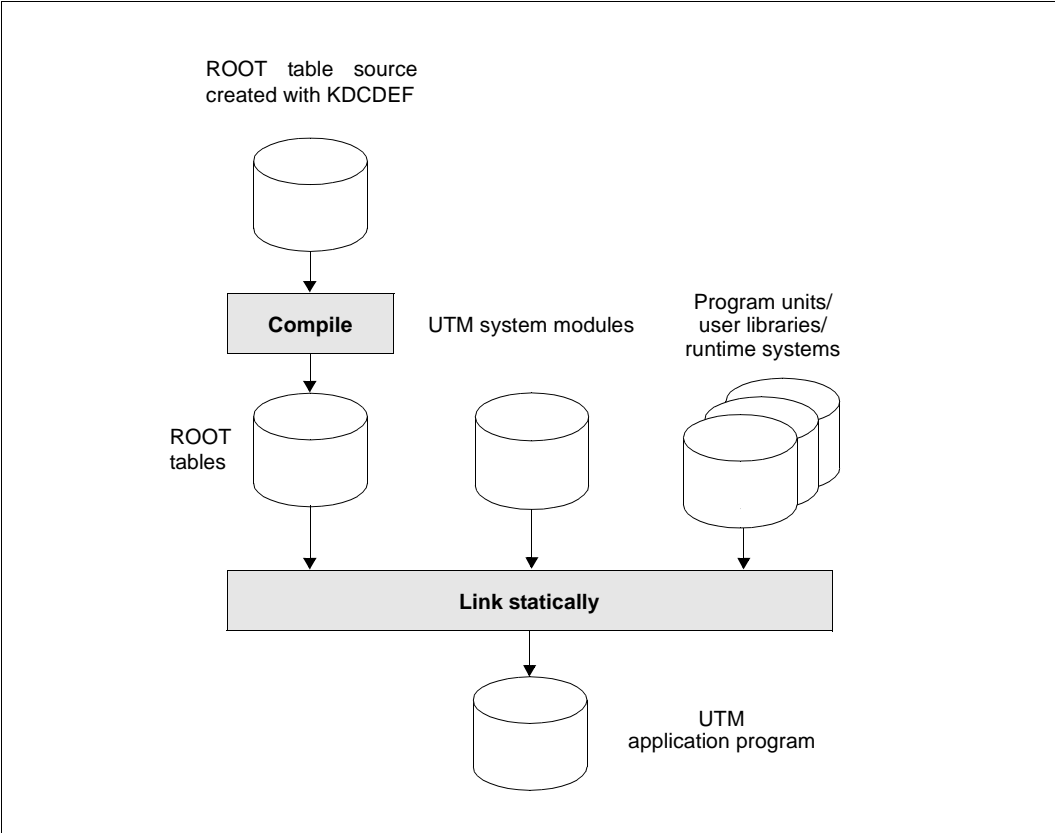 ROOT table source
created with KDCDEF
Compile
UTM system modules
Program units/
user libraries/
runtime systems
ROOT
tables
Link statically
UTM
application program